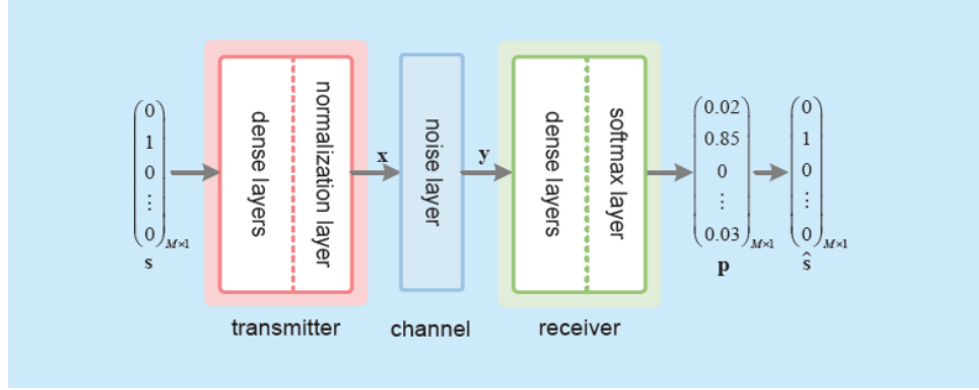 0
1
0
⋮
0
M×1
s
dense layers
normalization layer
transmitter
x
noise layer
channel
y
dense layers
softmax layer
receiver
0.02
0.85
0
⋮
0.03
M×1
p
0
1
0
⋮
0
M×1
ŝ